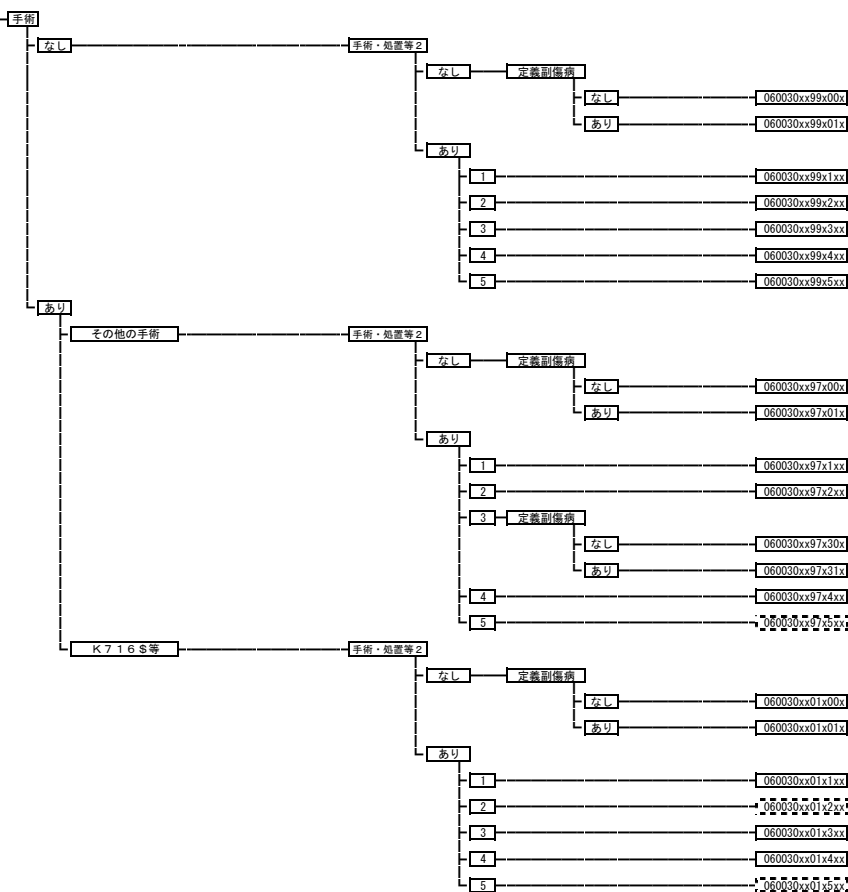 手術
なし 手術・処置等2
なし 定義副傷病
なし 060030xx99x00x
あり 060030xx99x01x
あり
1 060030xx99x1xx
2 060030xx99x2xx
3 060030xx99x3xx
4 060030xx99x4xx
5 060030xx99x5xx
あり
その他の手術 手術・処置等2
なし 定義副傷病
なし 060030xx97x00x
あり 060030xx97x01x
あり
1 060030xx97x1xx
2 060030xx97x2xx
3 定義副傷病
なし 060030xx97x30x
あり 060030xx97x31x
4 060030xx97x4xx
5 060030xx97x5xx
K716$等 手術・処置等2
なし 定義副傷病
なし 060030xx01x00x
あり 060030xx01x01x
あり
1 060030xx01x1xx
2 060030xx01x2xx
3 060030xx01x3xx
4 060030xx01x4xx
5 060030xx01x5xx